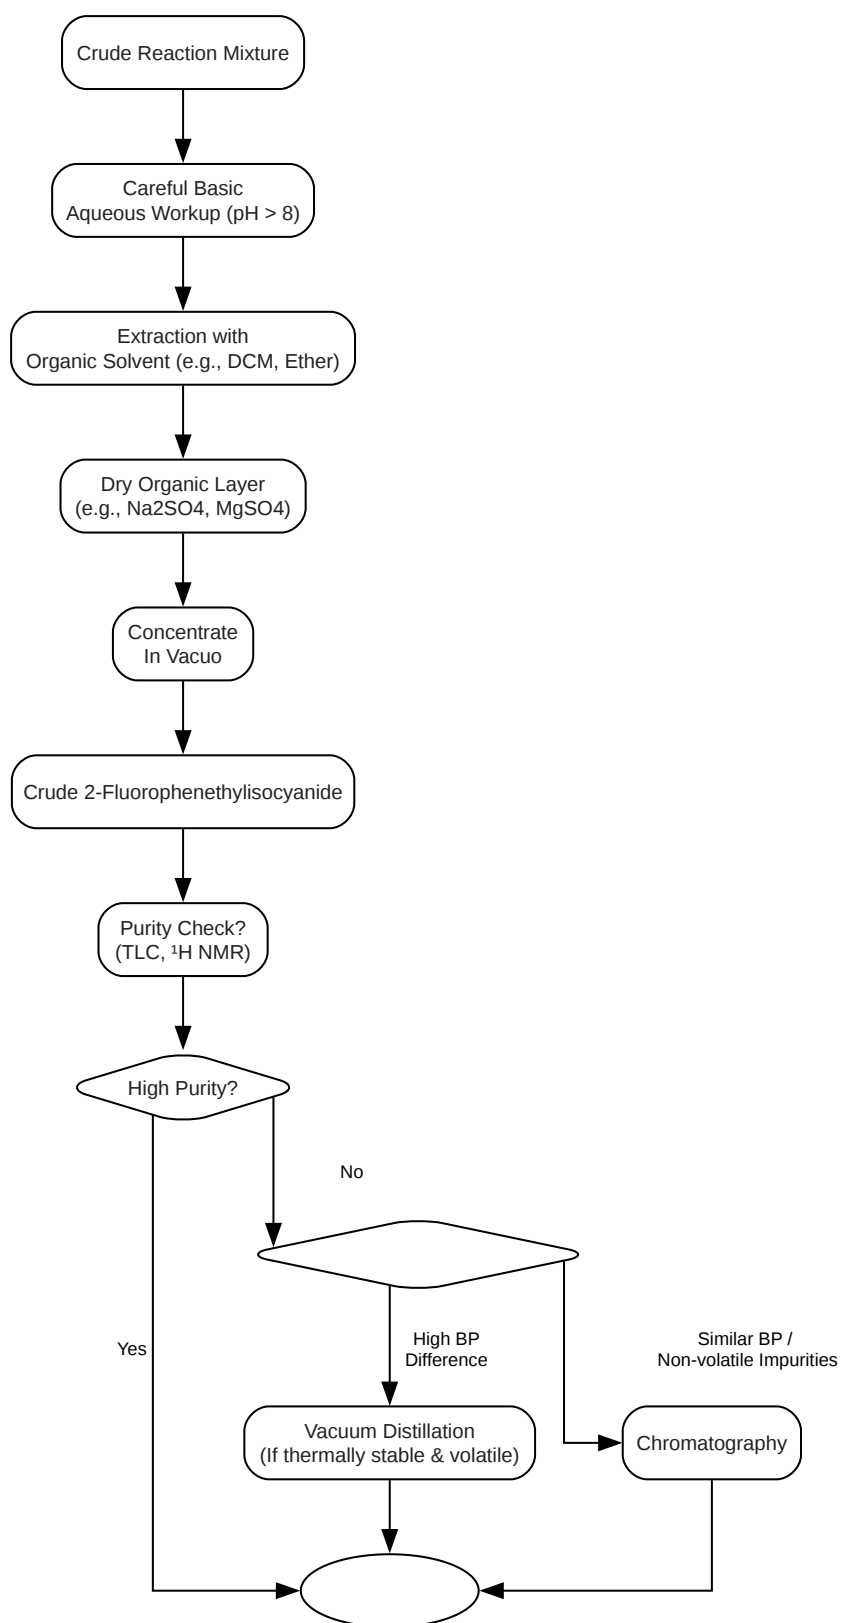 Crude Reaction Mixture
Careful Basic
Aqueous Workup (pH > 8)
Extraction with
Organic Solvent (e.g., DCM, Ether)
Dry Organic Layer
(e.g., Na2SO4, MgSO4)
Concentrate
In Vacuo
Crude 2-Fluorophenethylisocyanide
Purity Check?
(TLC, ¹H NMR)
High Purity?
No
Yes
High BP
Difference
Similar BP /
Non-volatile Impurities
Vacuum Distillation
(If thermally stable & volatile)
Chromatography